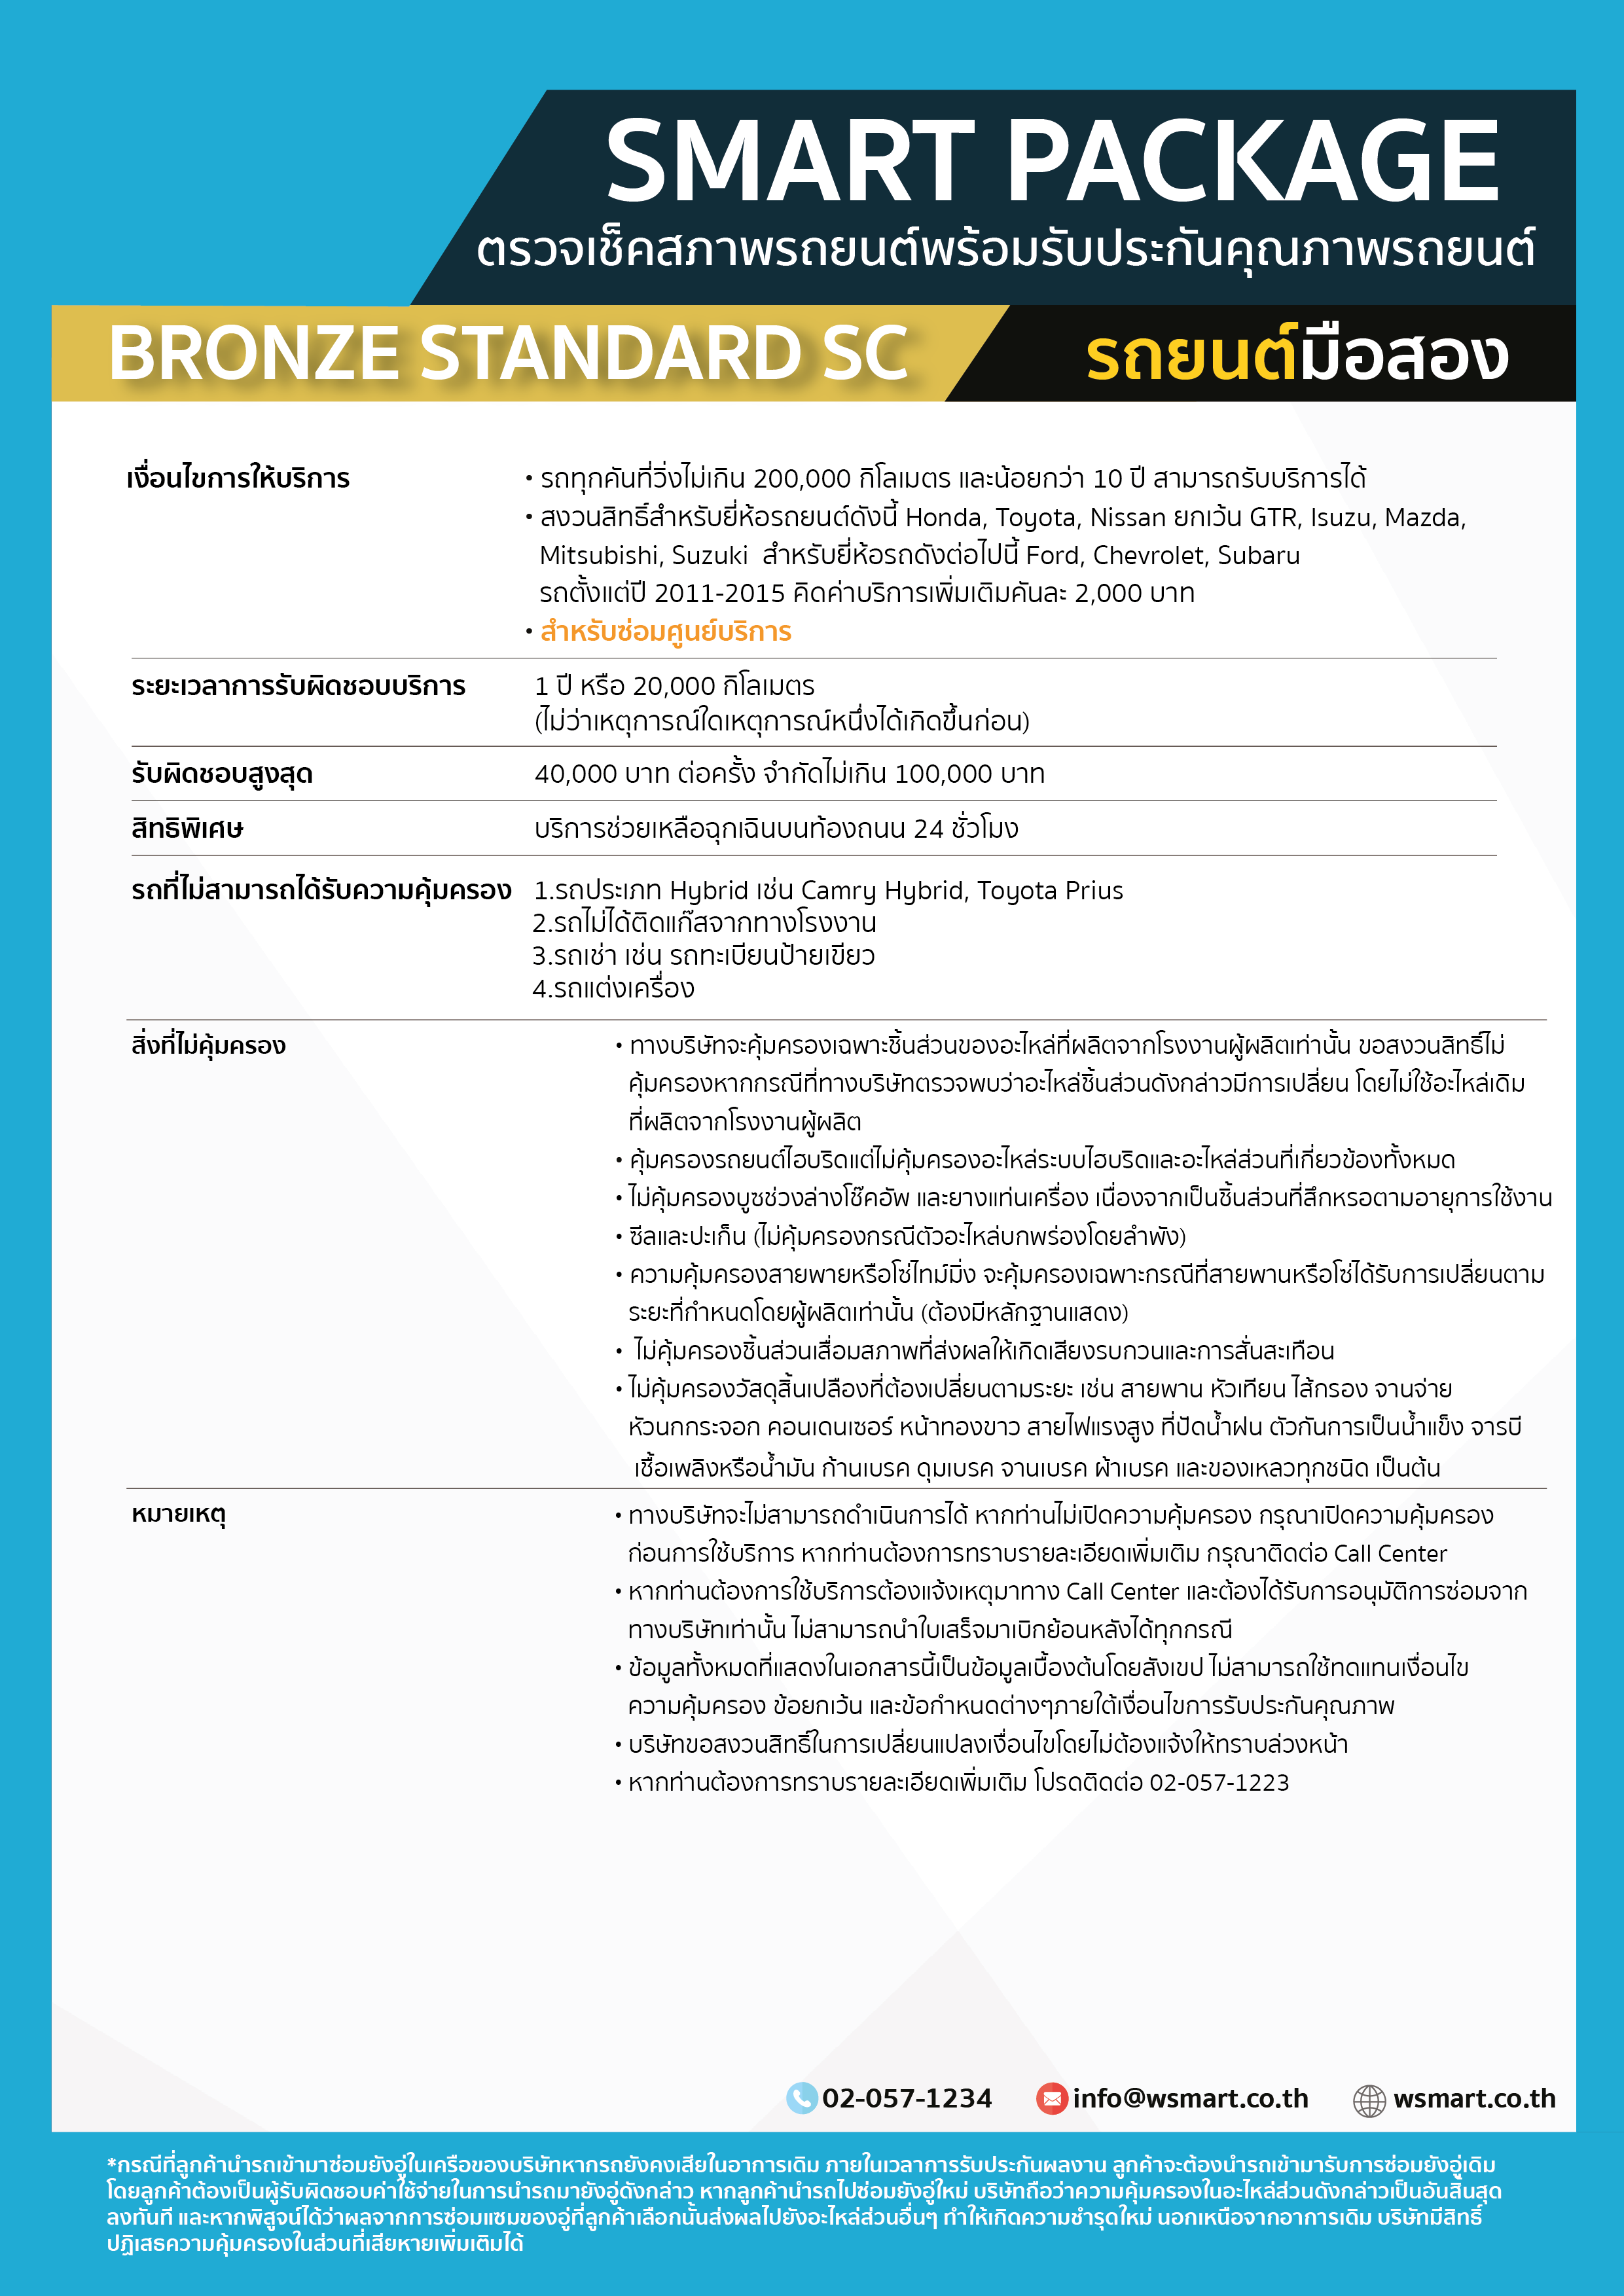 SMART PACKAGE
ตรวจเช็คสภาพรถยนต์พร้อมรับประกันคุณภาพรถยนต์
BRONZE STANDARD SC
รถยนต์มือสอง
เงื่อนไขการให้บริการ
• รถทุกคันที่วิ่งไม่เกิน 200,000 กิโลเมตร และน้อยกว่า 10 ปี สามารถรับบริการได้
• สงวนสิทธิ์สำหรับยี่ห้อรถยนต์ดังนี้ Honda, Toyota, Nissan ยกเว้น GTR, Isuzu, Mazda,
Mitsubishi, Suzuki สำหรับยี่ห้อรถดังต่อไปนี้ Ford, Chevrolet, Subaru
รถตั้งแต่ปี 2011-2015 คิดค่าบริการเพิ่มเติมคันละ 2,000 บาท
• สำหรับซ่อมศูนย์บริการ
ระยะเวลาการรับผิดชอบบริการ
1 ปี หรือ 20,000 กิโลเมตร
(ไม่ว่าเหตุการณ์ใดเหตุการณ์หนึ่งได้เกิดขึ้นก่อน)
รับผิดชอบสูงสุด
40,000 บาท ต่อครั้ง จำกัดไม่เกิน 100,000 บาท
สิทธิพิเศษ
บริการช่วยเหลือฉุกเฉินบนท้องถนน 24 ชั่วโมง
รถที่ไม่สามารถได้รับความคุ้มครอง
1.รถประเภท Hybrid เช่น Camry Hybrid, Toyota Prius
2.รถไม่ได้ติดแก๊สจากทางโรงงาน
3.รถเช่า เช่น รถทะเบียนป้ายเขียว
4.รถแต่งเครื่อง
สิ่งที่ไม่คุ้มครอง
• ทางบริษัทจะคุ้มครองเฉพาะชิ้นส่วนของอะไหล่ที่ผลิตจากโรงงานผู้ผลิตเท่านั้น ขอสงวนสิทธิ์ไม่
คุ้มครองหากกรณีที่ทางบริษัทตรวจพบว่าอะไหล่ชิ้นส่วนดังกล่าวมีการเปลี่ยน โดยไม่ใช้อะไหล่เดิม
ที่ผลิตจากโรงงานผู้ผลิต
• คุ้มครองรถยนต์ไฮบริดแต่ไม่คุ้มครองอะไหล่ระบบไฮบริดและอะไหล่ส่วนที่เกี่ยวข้องทั้งหมด
• ไม่คุ้มครองบูชช่วงล่างโช๊คอัพ และยางแท่นเครื่อง เนื่องจากเป็นชิ้นส่วนที่สึกหรอตามอายุการใช้งาน
• ซีลและปะเก็น (ไม่คุ้มครองกรณีตัวอะไหล่บกพร่องโดยลำพัง)
• ความคุ้มครองสายพายหรือโซ่ไทม์มิ่ง จะคุ้มครองเฉพาะกรณีที่สายพานหรือโซ่ได้รับการเปลี่ยนตาม
ระยะที่กำหนดโดยผู้ผลิตเท่านั้น (ต้องมีหลักฐานแสดง)
• ไม่คุ้มครองชิ้นส่วนเสื่อมสภาพที่ส่งผลให้เกิดเสียงรบกวนและการสั่นสะเทือน
• ไม่คุ้มครองวัสดุสิ้นเปลืองที่ต้องเปลี่ยนตามระยะ เช่น สายพาน หัวเทียน ไส้กรอง จานจ่าย
หัวนกกระจอก คอนเดนเซอร์ หน้าทองขาว สายไฟแรงสูง ที่ปัดน้ำฝน ตัวกันการเป็นน้ำแข็ง จารบี
เชื้อเพลิงหรือน้ำมัน ก้านเบรค ดุมเบรค จานเบรค ผ้าเบรค และของเหลวทุกชนิด เป็นต้น
หมายเหตุ
• ทางบริษัทจะไม่สามารถดำเนินการได้ หากท่านไม่เปิดความคุ้มครอง กรุณาเปิดความคุ้มครอง
ก่อนการใช้บริการ หากท่านต้องการทราบรายละเอียดเพิ่มเติม กรุณาติดต่อ Call Center
• หากท่านต้องการใช้บริการต้องแจ้งเหตุมาทาง Call Center และต้องได้รับการอนุมัติการซ่อมจาก
ทางบริษัทเท่านั้น ไม่สามารถนำใบเสร็จมาเบิกย้อนหลังได้ทุกกรณี
• ข้อมูลทั้งหมดที่แสดงในเอกสารนี้เป็นข้อมูลเบื้องต้นโดยสังเขป ไม่สามารถใช้ทดแทนเงื่อนไข
ความคุ้มครอง ข้อยกเว้น และข้อกำหนดต่างๆภายใต้เงื่อนไขการรับประกันคุณภาพ
• บริษัทขอสงวนสิทธิ์ในการเปลี่ยนแปลงเงื่อนไขโดยไม่ต้องแจ้งให้ทราบล่วงหน้า
• หากท่านต้องการทราบรายละเอียดเพิ่มเติม โปรดติดต่อ 02-057-1223
02-057-1234 info@wsmart.co.th wsmart.co.th
*กรณีที่ลูกค้านำรถเข้ามาซ่อมยังอู่ในเครือของบริษัทหากรถยังคงเสียในอาการเดิม ภายในเวลาการรับประกันผลงาน ลูกค้าจะต้องนำรถเข้ามารับการซ่อมยังอู่เดิม
โดยลูกค้าต้องเป็นผู้รับผิดชอบค่าใช้จ่ายในการนำรถมายังอู่ดังกล่าว หากลูกค้านำรถไปซ่อมยังอู่ใหม่ บริษัทถือว่าความคุ้มครองในอะไหล่ส่วนดังกล่าวเป็นอันสิ้นสุด
ลงทันที และหากพิสูจน์ได้ว่าผลจากการซ่อมแซมของอู่ที่ลูกค้าเลือกนั้นส่งผลไปยังอะไหล่ส่วนอื่นๆ ทำให้เกิดความชำรุดใหม่ นอกเหนือจากอาการเดิม บริษัทมีสิทธิ์
ปฏิเสธความคุ้มครองในส่วนที่เสียหายเพิ่มเติมได้